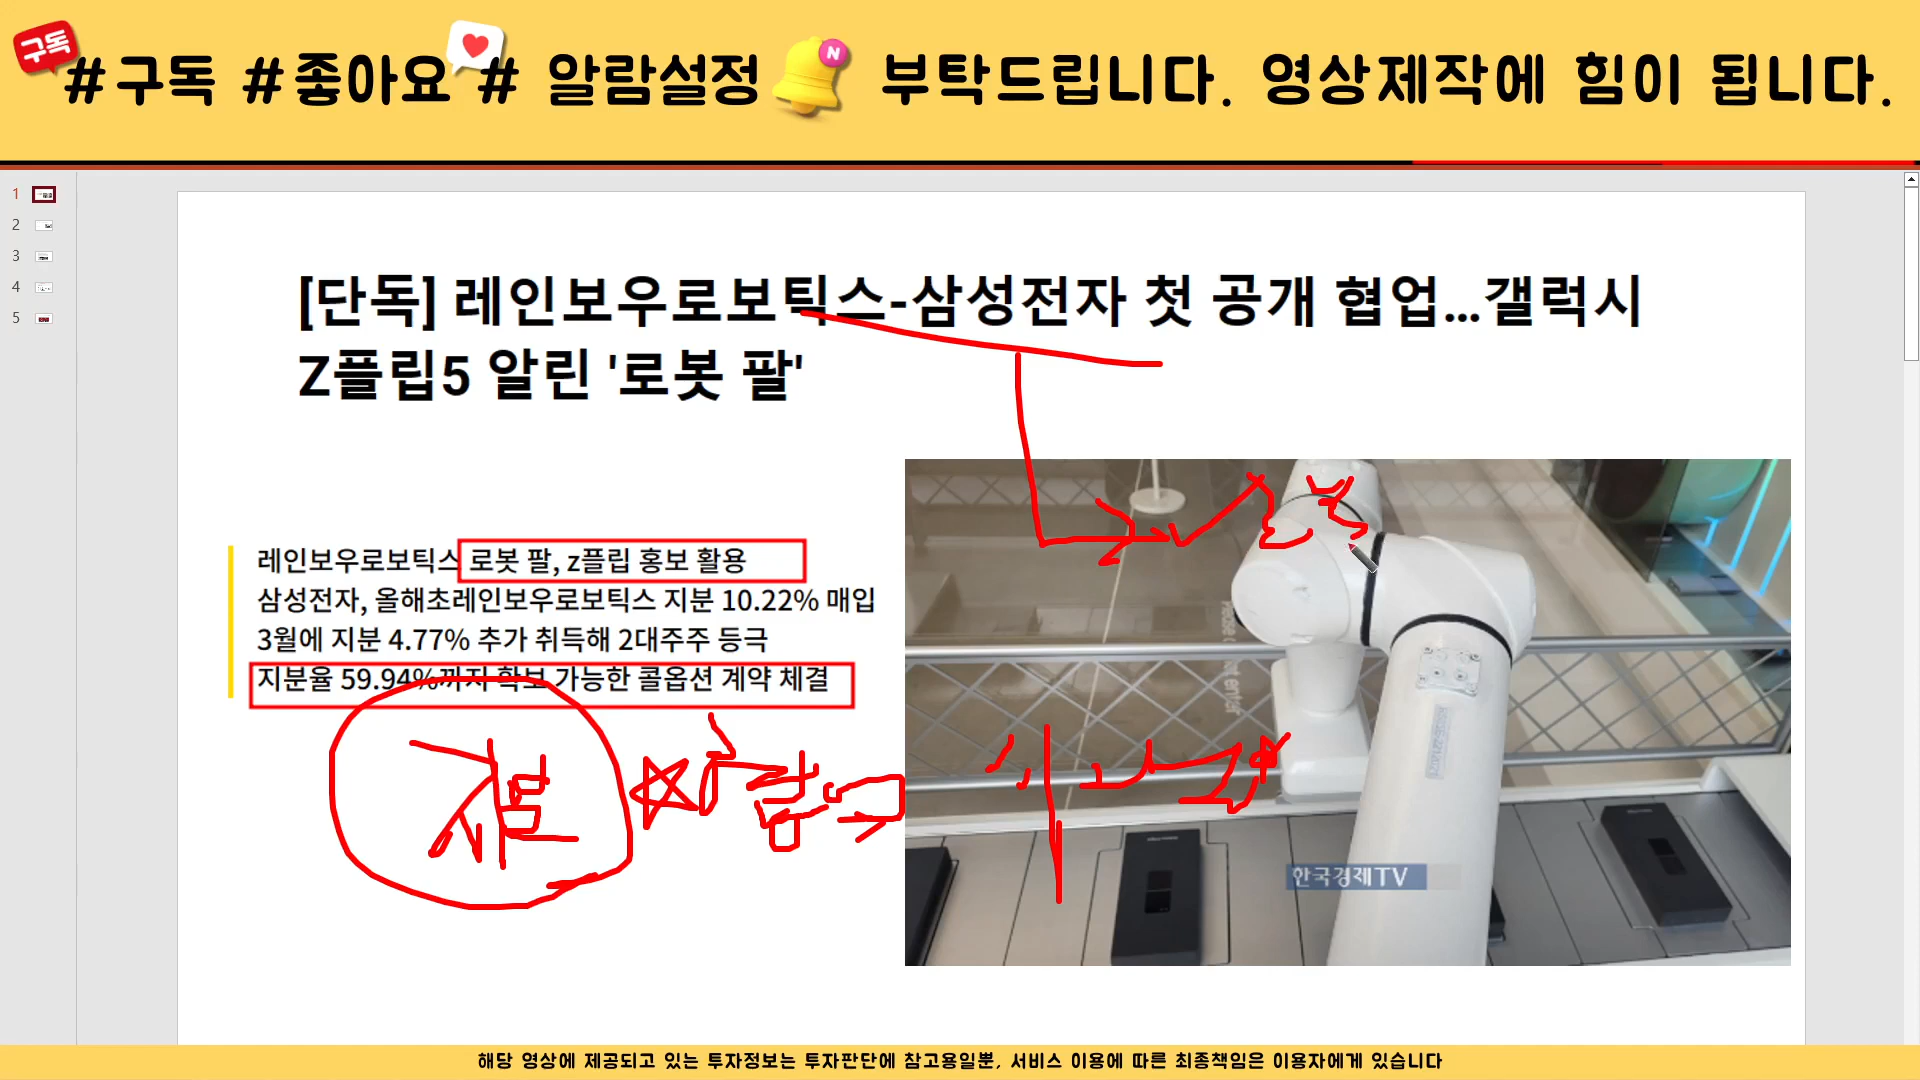 구독
#구독 #좋아요 # 알람설정 N 부탁드립니다. 영상제작에 힘이 됩니다.
1
2
3
4
5
[단독] 레인보우로보틱스-삼성전자 첫 공개 협업...갤럭시
Z플립5 알린 '로봇 팔'
레인보우로보틱스 로봇 팔, z플립 홍보 활용
삼성전자, 올해초레인보우로보틱스 지분 10.22% 매입
3월에 지분 4.77% 추가 취득해 2대주주 등극
지분율 59.94%까지 확보 가능한 콜옵션 계약 체결
한국경제TV
해당 영상에 제공되고 있는 투자정보는 투자판단에 참고용일뿐, 서비스 이용에 따른 최종책임은 이용자에게 있습니다